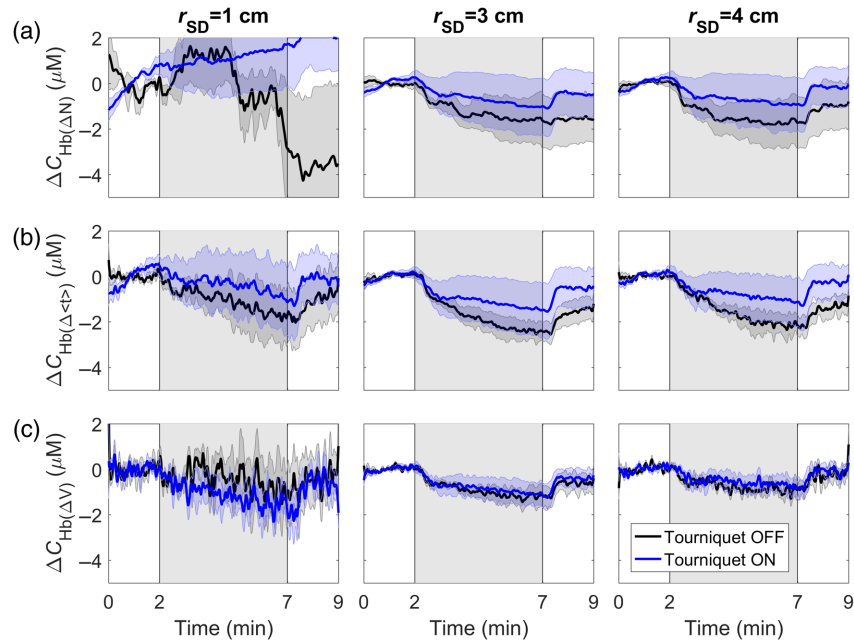 r_SD=1 cm r_SD=3 cm r_SD=4 cm
(a)
ΔC_Hb(ΔN) (μM)
2
0
−2
−4
(b)
ΔC_Hb(Δ<t>) (μM)
2
0
−2
−4
(c)
ΔC_Hb(ΔV) (μM)
2
0
−2
−4
Tourniquet OFF
Tourniquet ON
0 2 7 9 0 2 7 9 0 2 7 9
Time (min) Time (min) Time (min)